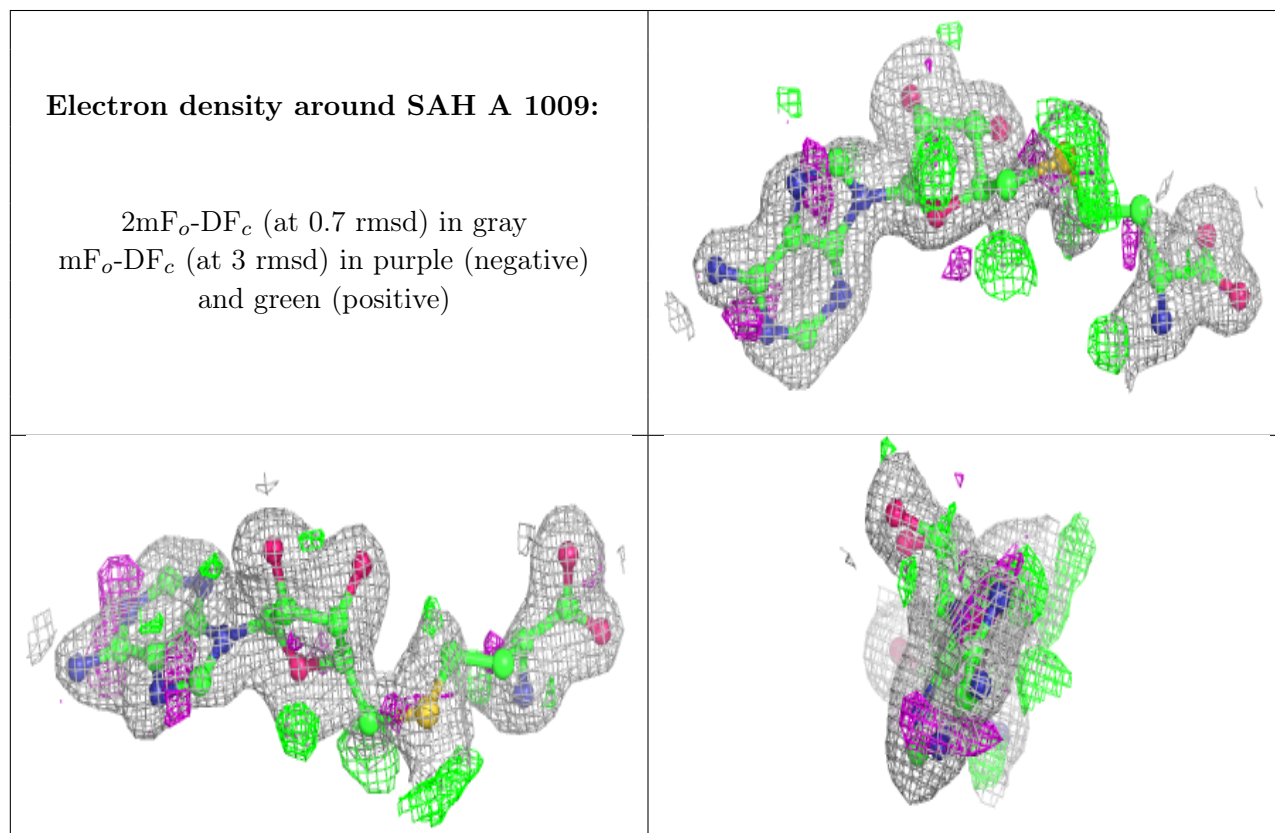 Electron density around SAH A 1009:
2mFo-DFc (at 0.7 rmsd) in gray
mFo-DFc (at 3 rmsd) in purple (negative)
and green (positive)